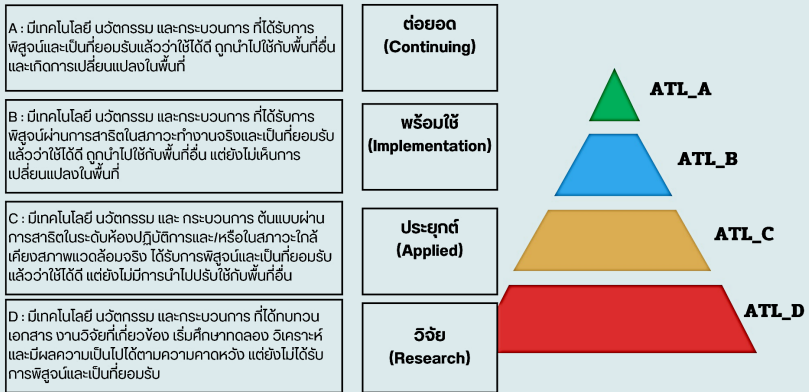 A : มีเทคโนโลยี นวัตกรรม และกระบวนการ ที่ได้รับการ
พิสูจน์และเป็นที่ยอมรับแล้วว่าใช้ได้ดี ถูกนำไปใช้กับพื้นที่อื่น
และเกิดการเปลี่ยนแปลงในพื้นที่
ต่อยอด
(Continuing)
ATL_A
B : มีเทคโนโลยี นวัตกรรม และกระบวนการ ที่ได้รับการ
พิสูจน์ผ่านการสาธิตในสภาวะทำงานจริงและเป็นที่ยอมรับ
แล้วว่าใช้ได้ดี ถูกนำไปใช้กับพื้นที่อื่น แต่ยังไม่เห็นการ
เปลี่ยนแปลงในพื้นที่
พร้อมใช้
(Implementation)
ATL_B
C : มีเทคโนโลยี นวัตกรรม และ กระบวนการ ต้นแบบผ่าน
การสาธิตในระดับห้องปฏิบัติการและ/หรือในสภาวะใกล้
เคียงสภาพแวดล้อมจริง ได้รับการพิสูจน์และเป็นที่ยอมรับ
แล้วว่าใช้ได้ดี แต่ยังไม่มีการนำไปปรับใช้กับพื้นที่อื่น
ประยุกต์
(Applied)
ATL_C
D : มีเทคโนโลยี นวัตกรรม และกระบวนการ ที่ได้ทบทวน
เอกสาร งานวิจัยที่เกี่ยวข้อง เริ่มศึกษาทดลอง วิเคราะห์
และมีผลความเป็นไปได้ตามความคาดหวัง แต่ยังไม่ได้รับ
การพิสูจน์และเป็นที่ยอมรับ
วิจัย
(Research)
ATL_D